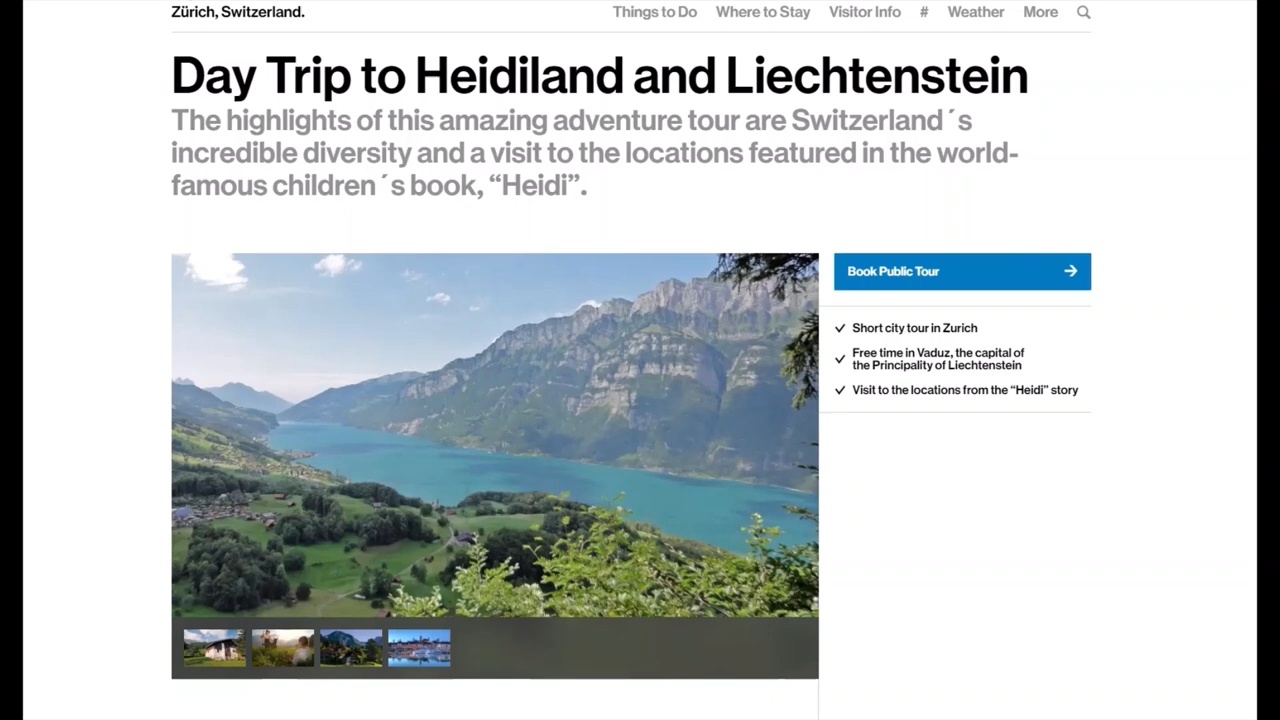 Zürich, Switzerland.
Things to Do Where to Stay Visitor Info # Weather More
Day Trip to Heidiland and Liechtenstein
The highlights of this amazing adventure tour are Switzerland´s
incredible diversity and a visit to the locations featured in the world-
famous children´s book, “Heidi”.
Book Public Tour
Short city tour in Zurich
Free time in Vaduz, the capital of
the Principality of Liechtenstein
Visit to the locations from the “Heidi” story